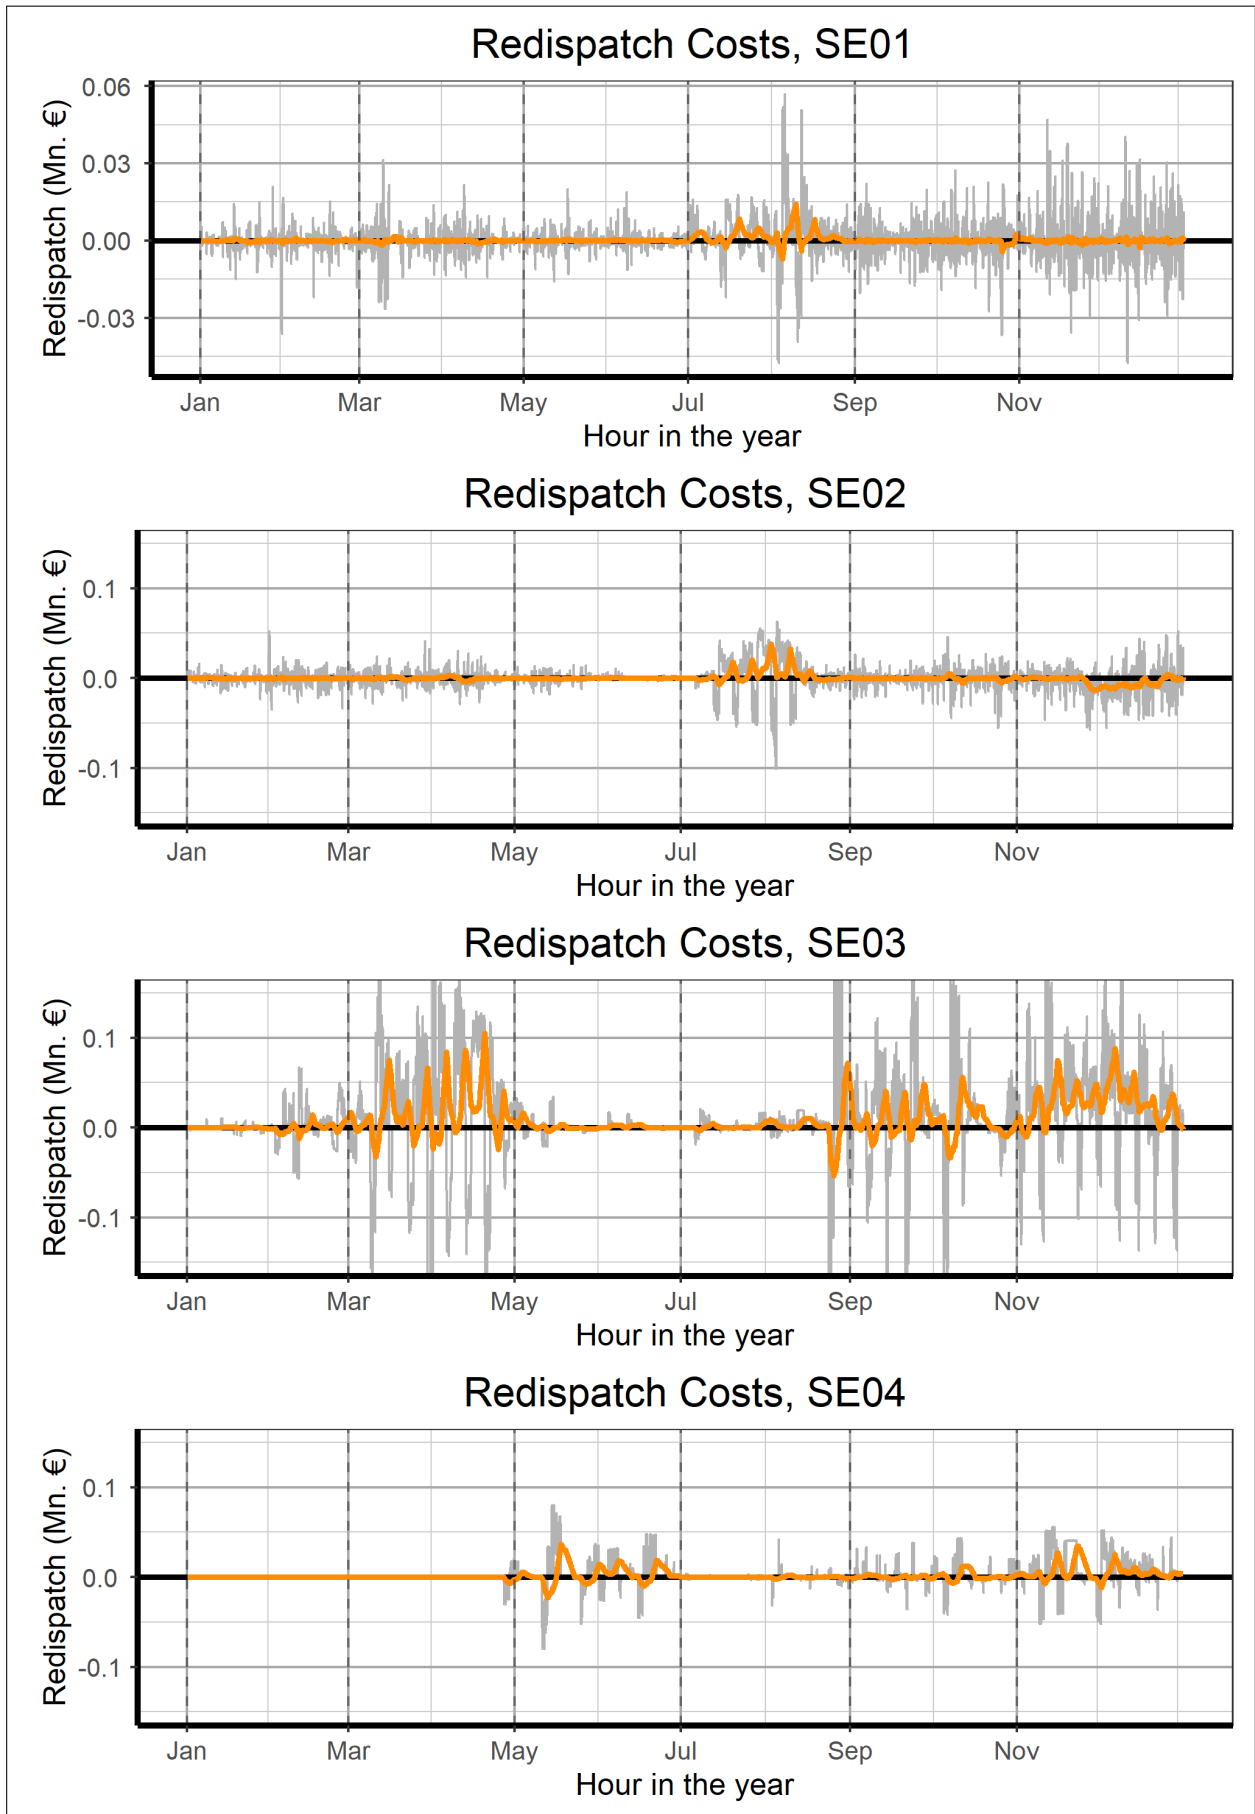 Redispatch Costs, SE01
Redispatch (Mn. €)
0.06
0.03
0.00
-0.03
Jan Mar May Jul Sep Nov
Hour in the year
Redispatch Costs, SE02
Redispatch (Mn. €)
0.1
0.0
-0.1
Jan Mar May Jul Sep Nov
Hour in the year
Redispatch Costs, SE03
Redispatch (Mn. €)
0.1
0.0
-0.1
Jan Mar May Jul Sep Nov
Hour in the year
Redispatch Costs, SE04
Redispatch (Mn. €)
0.1
0.0
-0.1
Jan Mar May Jul Sep Nov
Hour in the year